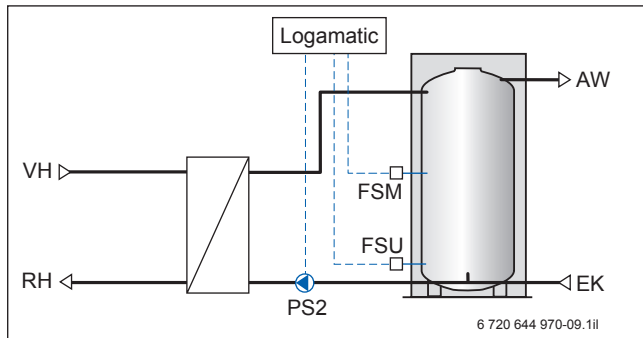 Logamatic
AW
VH
FSM
FSU
RH
PS2
EK
6 720 644 970-09.1il